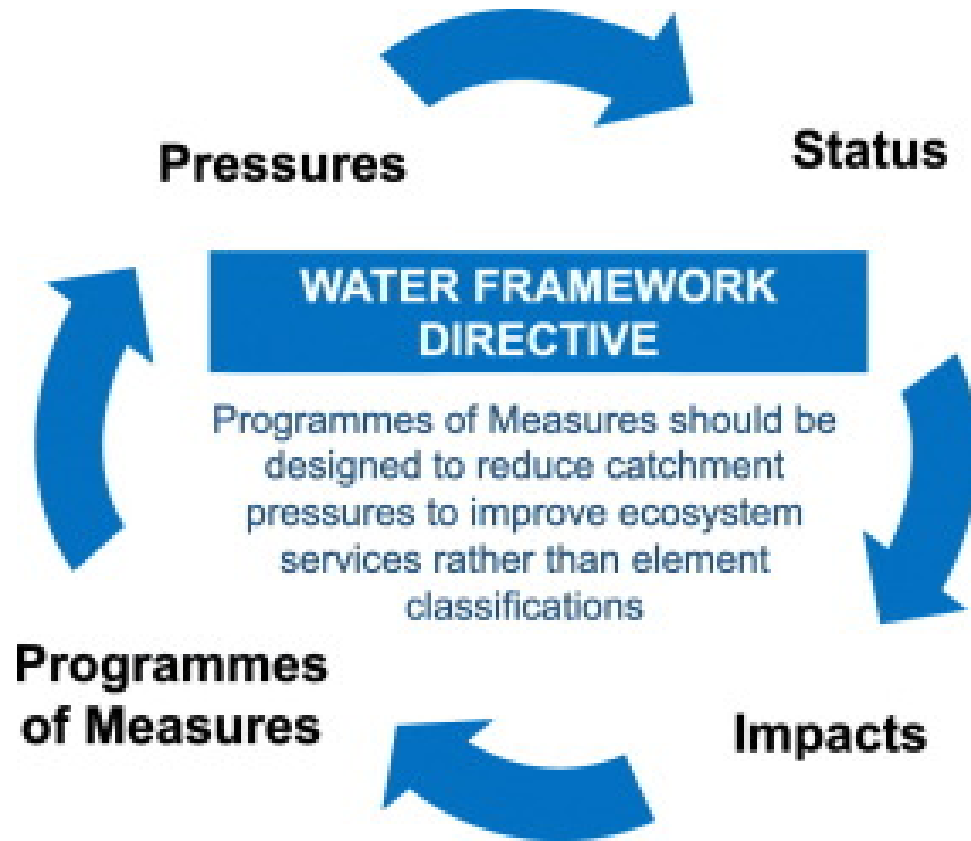 Pressures
Status
WATER FRAMEWORK
DIRECTIVE
Programmes of Measures should be
designed to reduce catchment
pressures to improve ecosystem
services rather than element
classifications
Programmes
of Measures
Impacts